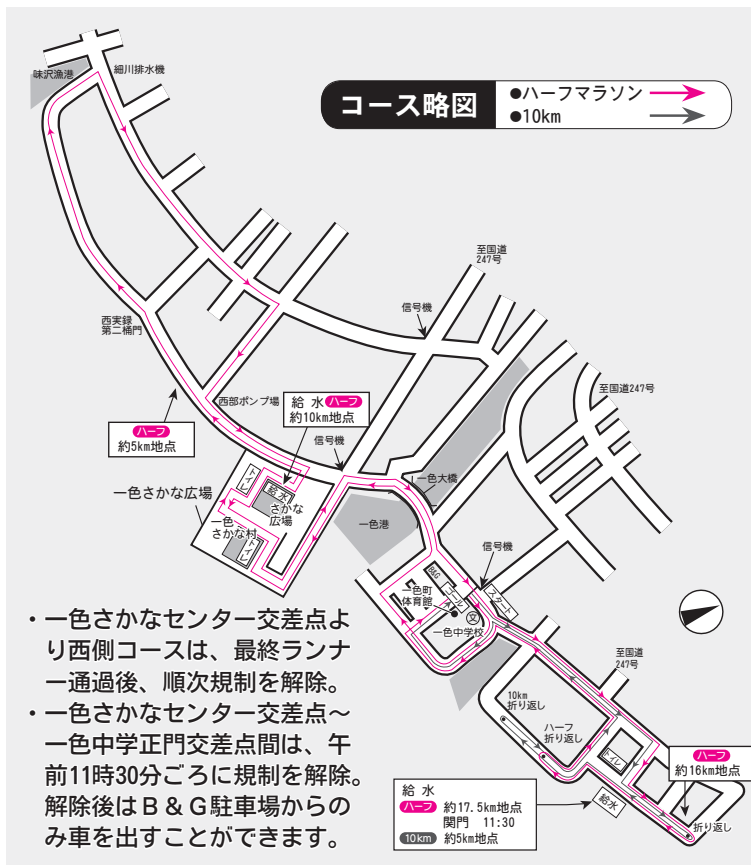 味沢漁港
細川排水機
コース略図
●ハーフマラソン
●10km
至国道
247号
信号機
西実録
第二桶門
至国道247号
西部ポンプ場
給 水 ハーフ
約10km地点
ハーフ
約5km地点
信号機
一色大橋
一色さかな広場
トイレ
給水
さかな
広場
一色
さかな村
トイレ
一色港
信号機
B&G
ゴール
スタート
一色町
体育館
文
一色中学校
至国道
247号
10km
折り返し
ハーフ
折り返し
トイレ
ハーフ
約16km地点
給水
折り返し
給 水
ハーフ 約17.5km地点
関門 11:30
10km 約5km地点
・一色さかなセンター交差点よ
り西側コースは、最終ランナ
ー通過後、順次規制を解除。
・一色さかなセンター交差点～
一色中学正門交差点間は、午
前11時30分ごろに規制を解除。
解除後はＢ＆Ｇ駐車場からの
み車を出すことができます。